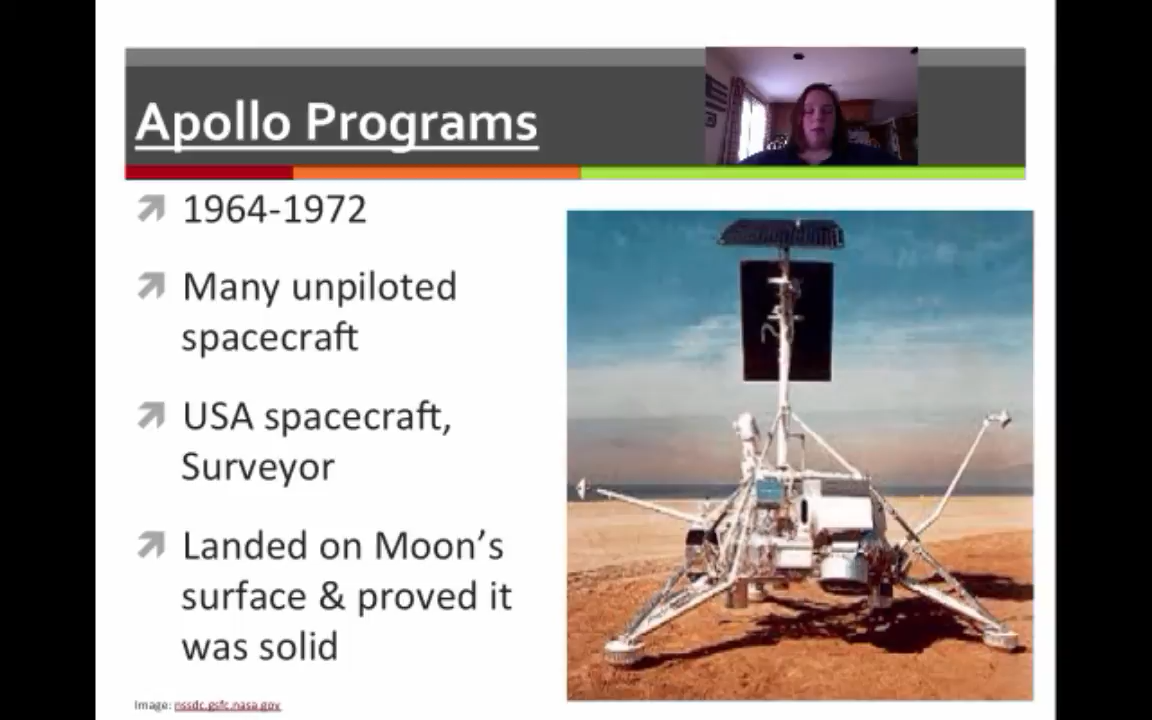 Apollo Programs
1964-1972
Many unpiloted
spacecraft
USA spacecraft,
Surveyor
Landed on Moon’s
surface & proved it
was solid
Image: nssdc.gsfc.nasa.gov